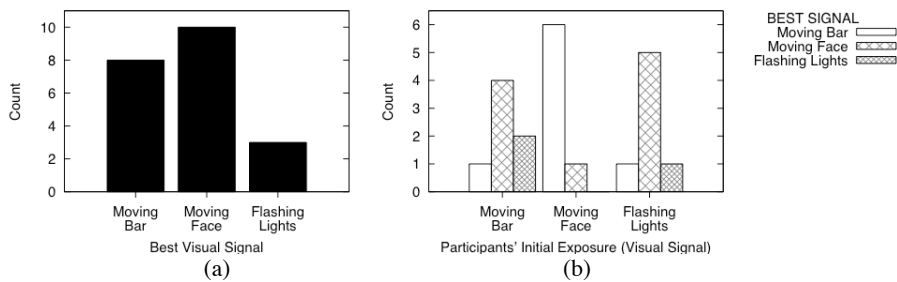 10
8
6
4
2
0
Count
Moving Bar
Moving Face
Flashing Lights
Best Visual Signal
(a)
6
5
4
3
2
1
0
Count
Moving Bar
Moving Face
Flashing Lights
Participants' Initial Exposure (Visual Signal)
(b)
BEST SIGNAL
Moving Bar
Moving Face
Flashing Lights